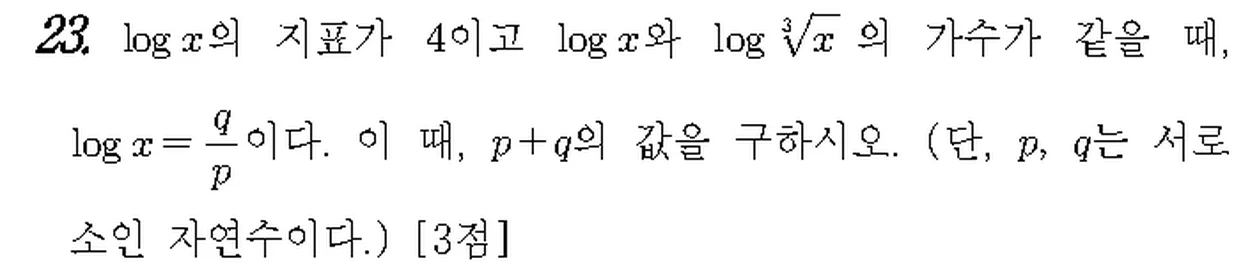 23. log x의 지표가 4이고 log x와 log ∛x 의 가수가 같을 때,
log x = q/p 이다. 이 때, p+q의 값을 구하시오. (단, p, q는 서로
소인 자연수이다.) [3점]